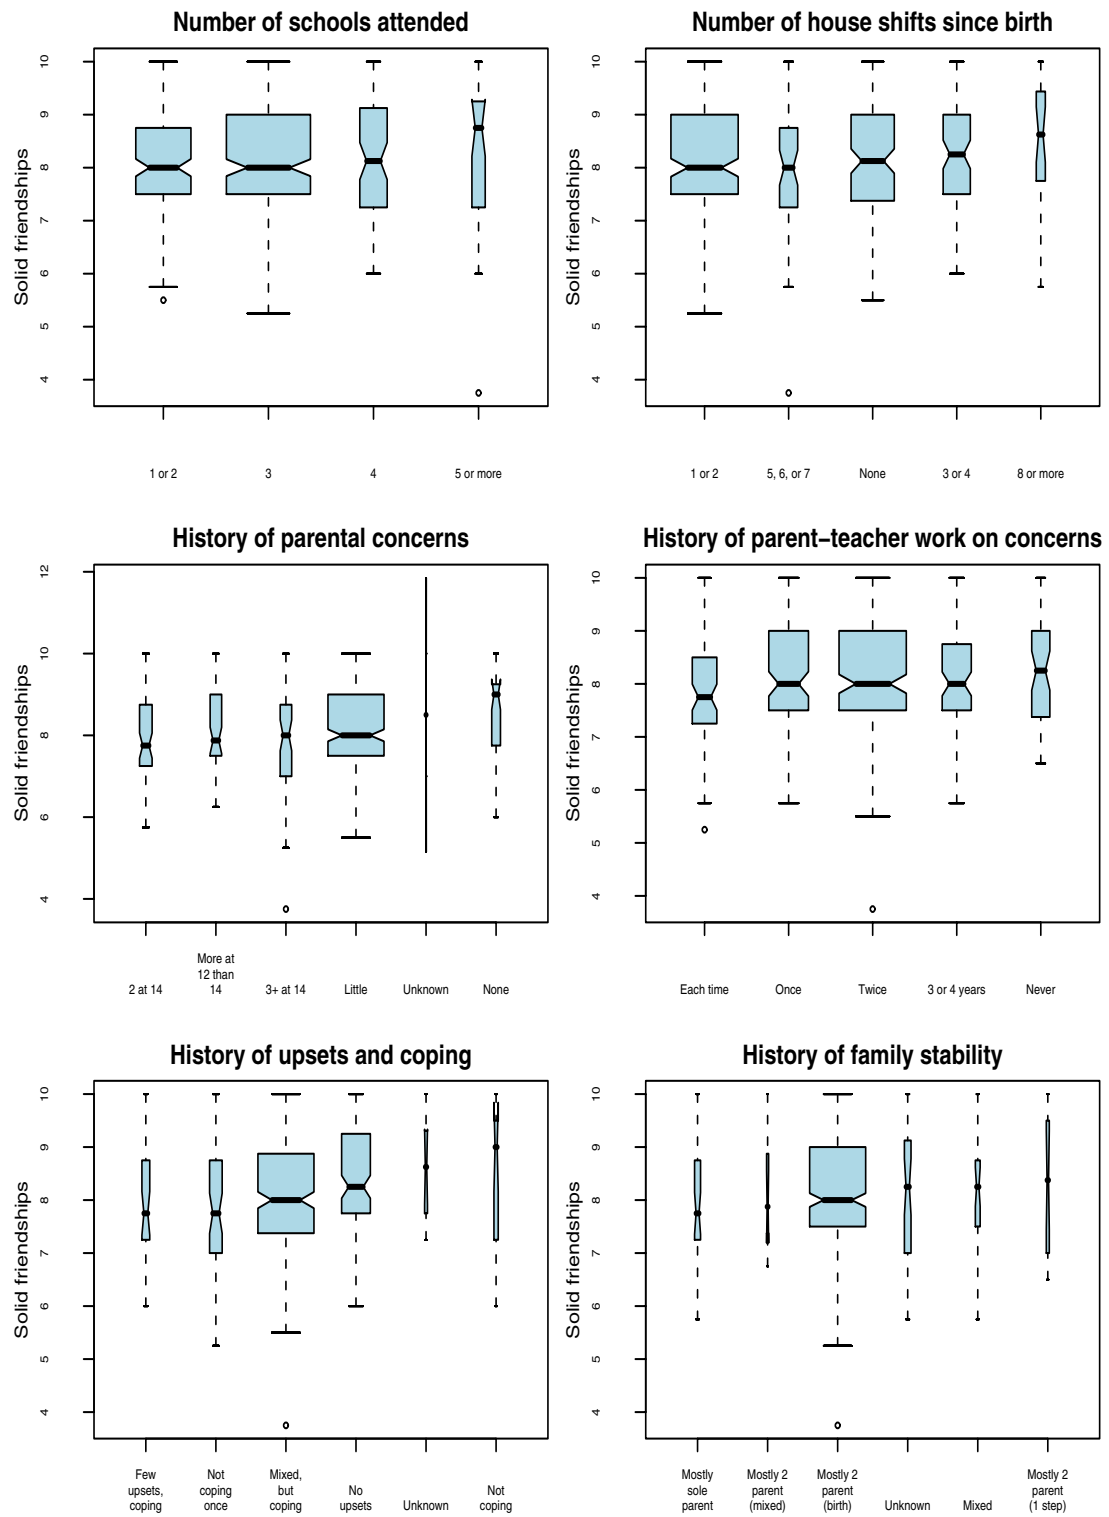 Number of schools attended
Solid friendships
10
9
8
7
6
5
4
1 or 2
3
4
5 or more
Number of house shifts since birth
Solid friendships
10
9
8
7
6
5
4
1 or 2
5, 6, or 7
None
3 or 4
8 or more
History of parental concerns
Solid friendships
12
10
8
6
4
2 at 14
More at
12 than
14
3+ at 14
Little
Unknown
None
History of parent–teacher work on concerns
Solid friendships
10
9
8
7
6
5
4
Each time
Once
Twice
3 or 4 years
Never
History of upsets and coping
Solid friendships
10
9
8
7
6
5
4
Few
upsets,
coping
Not
coping
once
Mixed,
but
coping
No
upsets
Unknown
Not
coping
History of family stability
Solid friendships
10
9
8
7
6
5
4
Mostly
sole
parent
Mostly 2
parent
(mixed)
Mostly 2
parent
(birth)
Unknown
Mixed
Mostly 2
parent
(1 step)